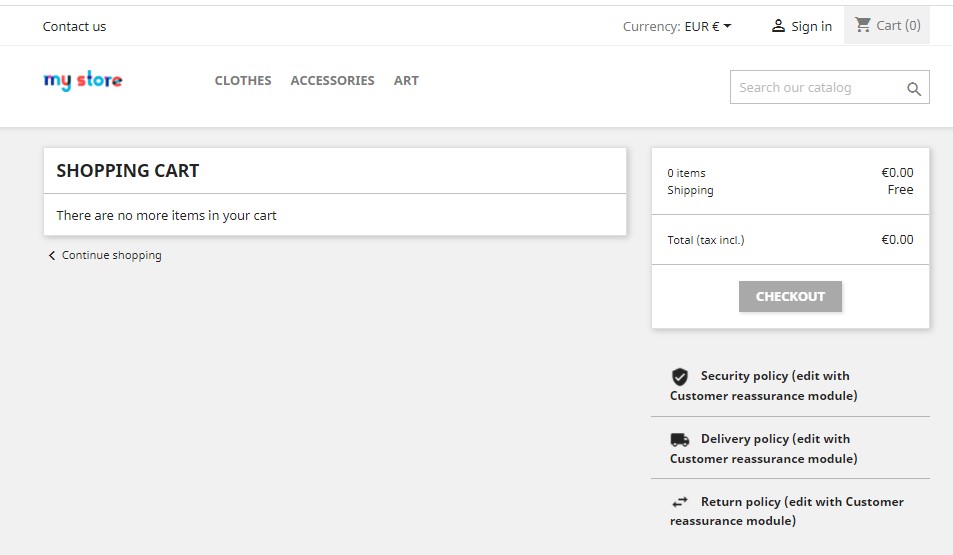 Contact us
Currency: EUR €
Sign in
Cart (0)
my store
CLOTHES ACCESSORIES ART
Search our catalog
SHOPPING CART
There are no more items in your cart
Continue shopping
0 items €0.00
Shipping Free
Total (tax incl.) €0.00
CHECKOUT
Security policy (edit with
Customer reassurance module)
Delivery policy (edit with
Customer reassurance module)
Return policy (edit with Customer
reassurance module)